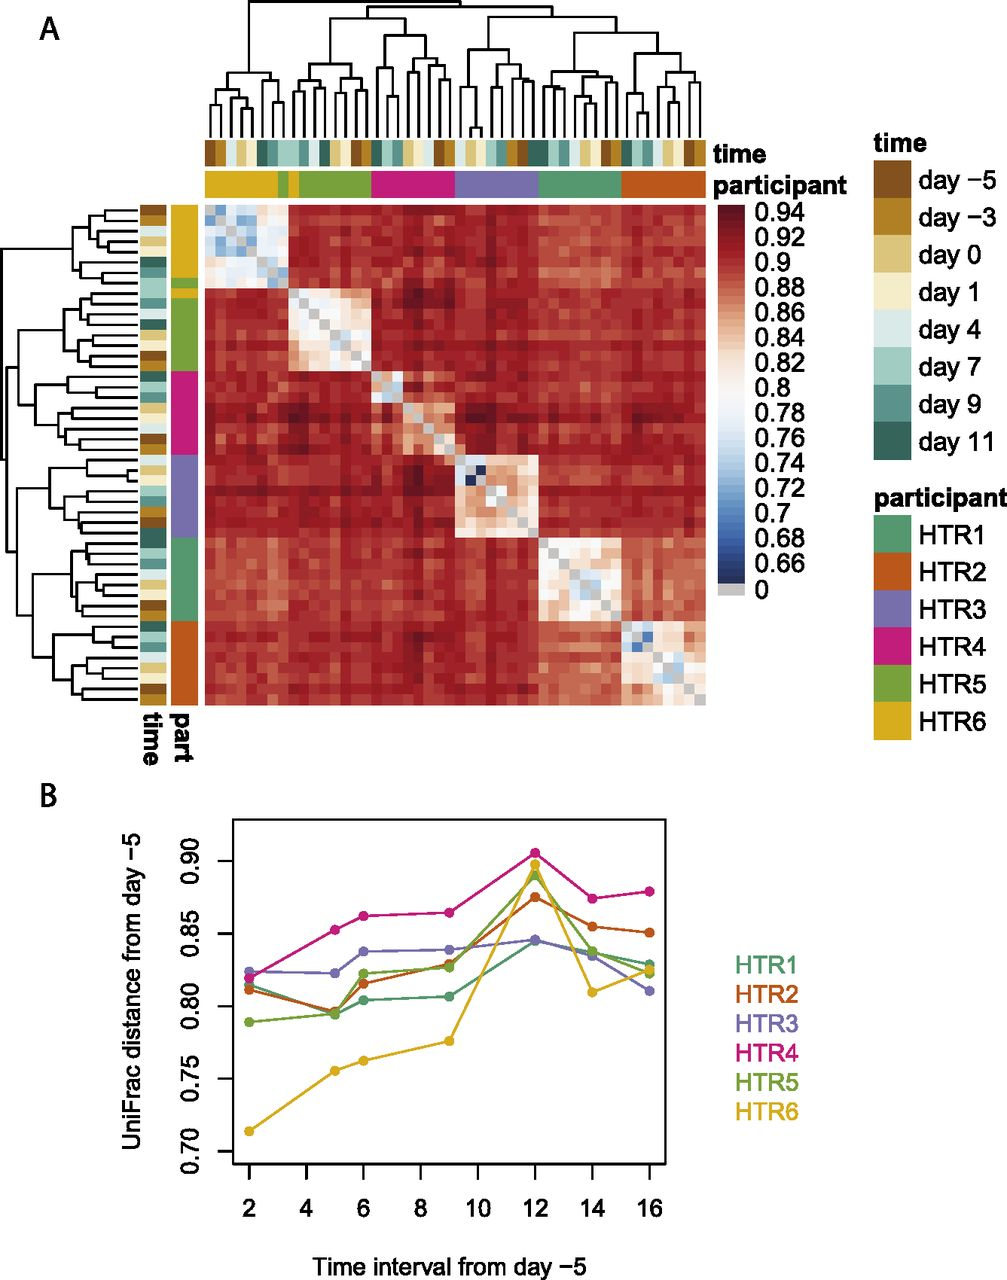 A
time
participant
0.94
0.92
0.9
0.88
0.86
0.84
0.82
0.8
0.78
0.76
0.74
0.72
0.7
0.68
0.66
0
time
day −5
day −3
day 0
day 1
day 4
day 7
day 9
day 11
participant
HTR1
HTR2
HTR3
HTR4
HTR5
HTR6
time
part
B
UniFrac distance from day −5
0.90
0.85
0.80
0.75
0.70
2 4 6 8 10 12 14 16
Time interval from day −5
HTR1
HTR2
HTR3
HTR4
HTR5
HTR6